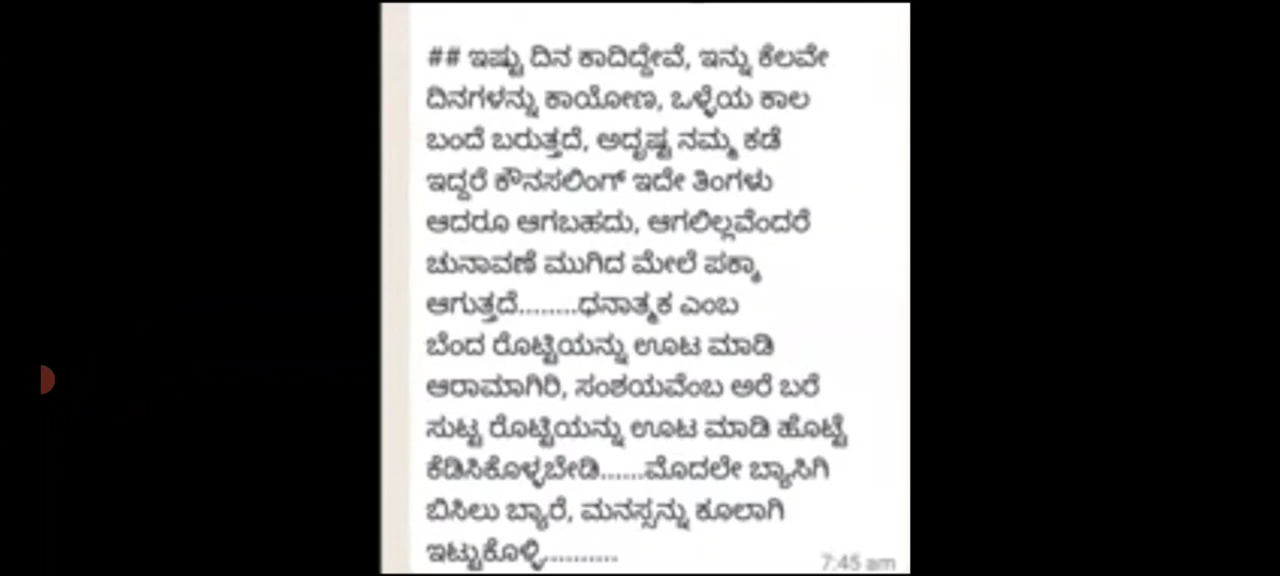 ## ಇಷ್ಟು ದಿನ ಕಾದಿದ್ದೇವೆ, ಇನ್ನು ಕೆಲವೇ
ದಿನಗಳನ್ನು ಕಾಯೋಣ, ಒಳ್ಳೆಯ ಕಾಲ
ಬಂದೆ ಬರುತ್ತದೆ, ಅದೃಷ್ಟ ನಮ್ಮ ಕಡೆ
ಇದ್ದರೆ ಕೌನಸಲಿಂಗ್ ಇದೇ ತಿಂಗಳು
ಆದರೂ ಆಗಬಹದು, ಆಗಲಿಲ್ಲವೆಂದರೆ
ಚುನಾವಣೆ ಮುಗಿದ ಮೇಲೆ ಪಕ್ಕಾ
ಆಗುತ್ತದೆ........ಧನಾತ್ಮಕ ಎಂಬ
ಬೆಂದ ರೊಟ್ಟಿಯನ್ನು ಊಟ ಮಾಡಿ
ಆರಾಮಾಗಿರಿ, ಸಂಶಯವೆಂಬ ಅರೆ ಬರೆ
ಸುಟ್ಟ ರೊಟ್ಟಿಯನ್ನು ಊಟ ಮಾಡಿ ಹೊಟ್ಟೆ
ಕೆಡಿಸಿಕೊಳ್ಳಬೇಡಿ......ಮೊದಲೇ ಬ್ಯಾಸಿಗಿ
ಬಿಸಿಲು ಬ್ಯಾರೆ, ಮನಸ್ಸನ್ನು ಕೂಲಾಗಿ
ಇಟ್ಟುಕೊಳ್ಳಿ..........
7:45 am